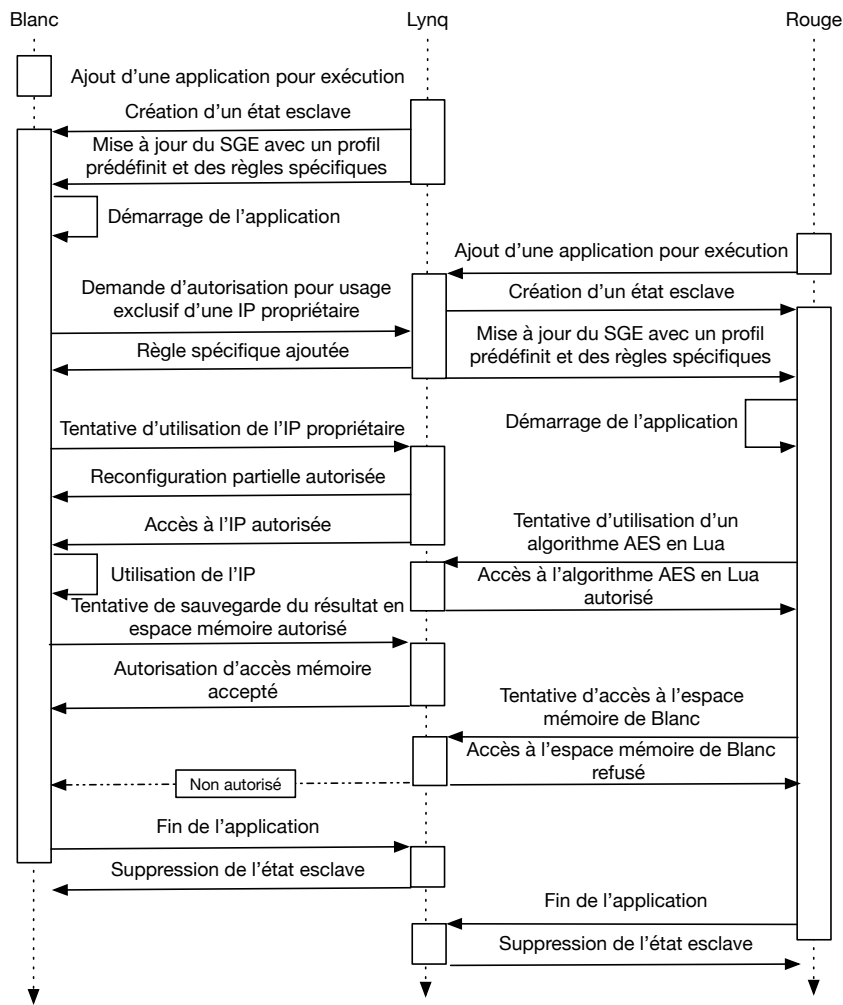 Blanc
Lynq
Rouge
Ajout d'une application pour exécution
Création d'un état esclave
Mise à jour du SGE avec un profil
prédéfinit et des règles spécifiques
Démarrage de l'application
Ajout d'une application pour exécution
Demande d'autorisation pour usage
exclusif d'une IP propriétaire
Création d'un état esclave
Règle spécifique ajoutée
Mise à jour du SGE avec un profil
prédéfinit et des règles spécifiques
Démarrage de l'application
Tentative d'utilisation de l'IP propriétaire
Reconfiguration partielle autorisée
Accès à l'IP autorisée
Tentative d'utilisation d'un
algorithme AES en Lua
Utilisation de l'IP
Accès à l'algorithme AES en Lua
autorisé
Tentative de sauvegarde du résultat en
espace mémoire autorisé
Autorisation d'accès mémoire
accepté
Tentative d'accès à l'espace
mémoire de Blanc
Accès à l'espace mémoire de Blanc
refusé
Non autorisé
Fin de l'application
Suppression de l'état esclave
Fin de l'application
Suppression de l'état esclave